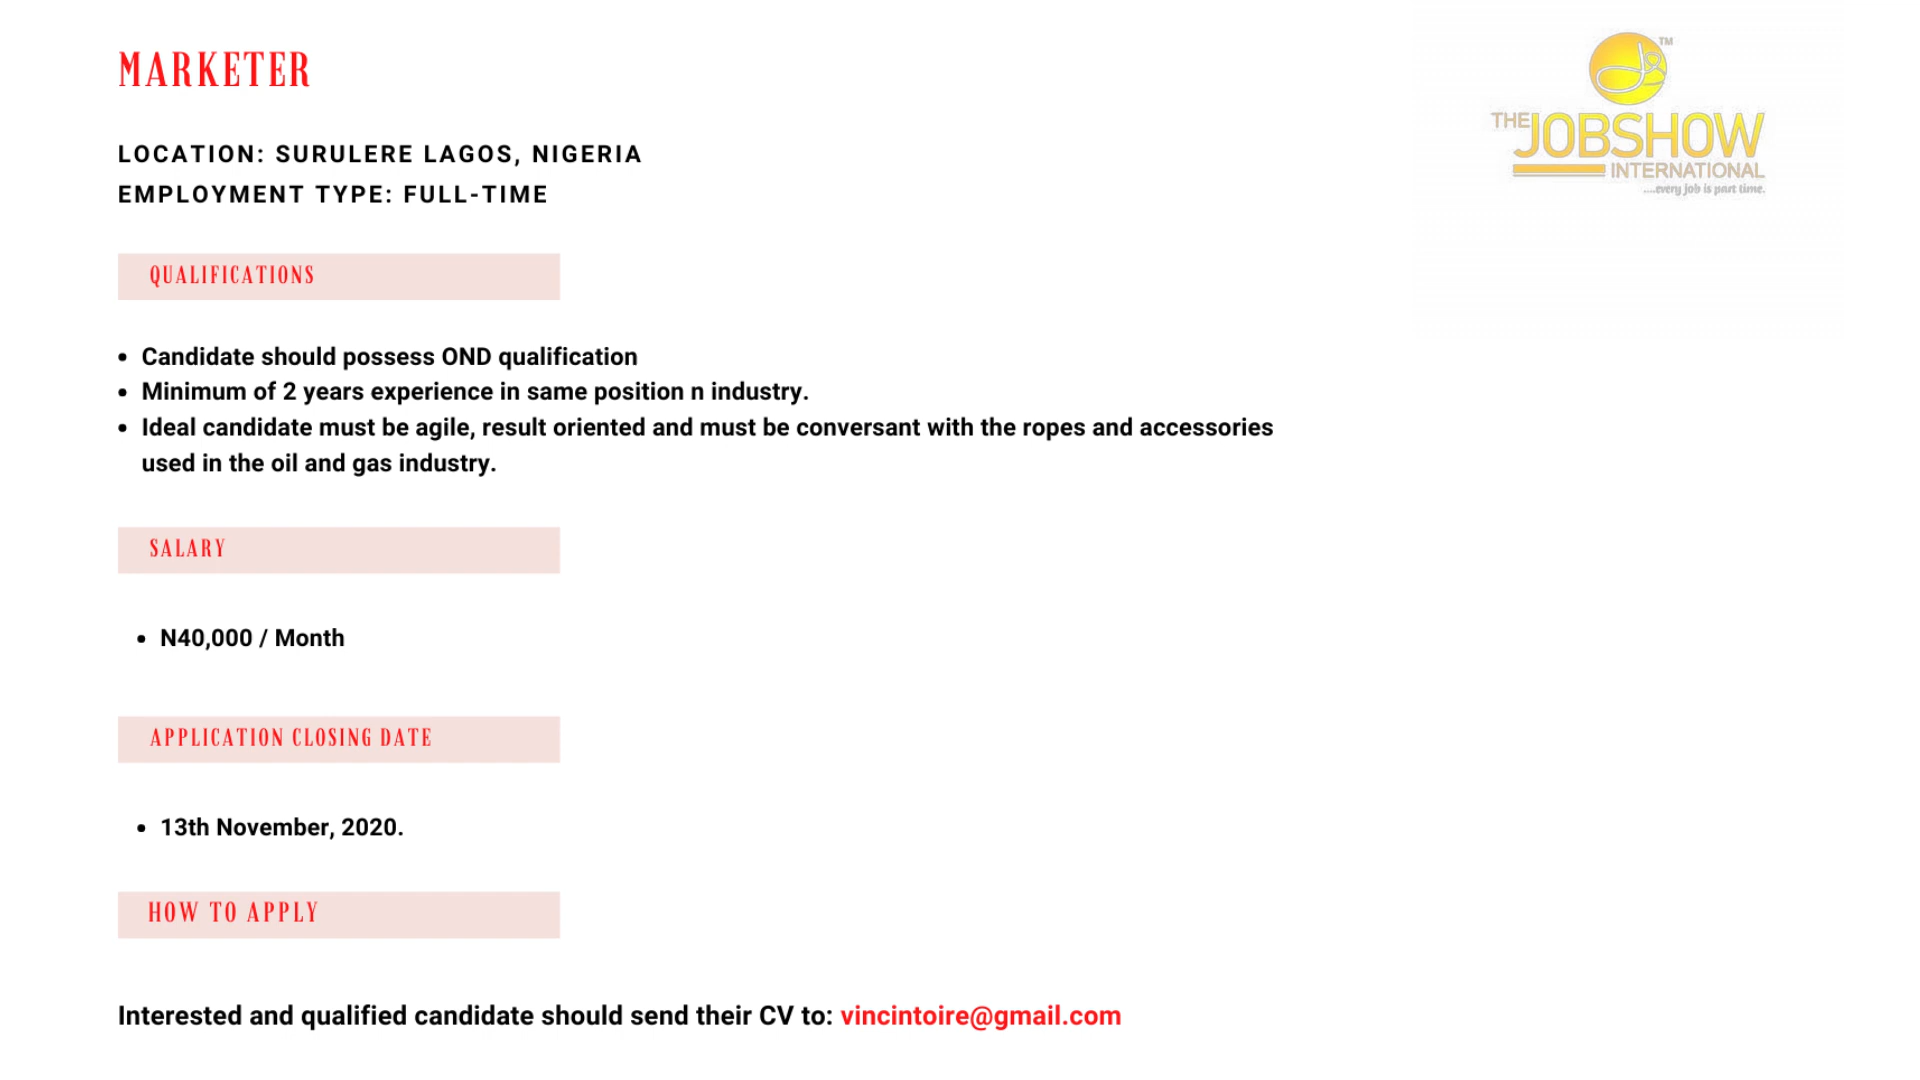 MARKETER
TM
THE JOBSHOW
INTERNATIONAL
....every job is part time.
LOCATION: SURULERE LAGOS, NIGERIA
EMPLOYMENT TYPE: FULL-TIME
QUALIFICATIONS
• Candidate should possess OND qualification
• Minimum of 2 years experience in same position n industry.
• Ideal candidate must be agile, result oriented and must be conversant with the ropes and accessories
used in the oil and gas industry.
SALARY
• N40,000 / Month
APPLICATION CLOSING DATE
• 13th November, 2020.
HOW TO APPLY
Interested and qualified candidate should send their CV to: vincintoire@gmail.com